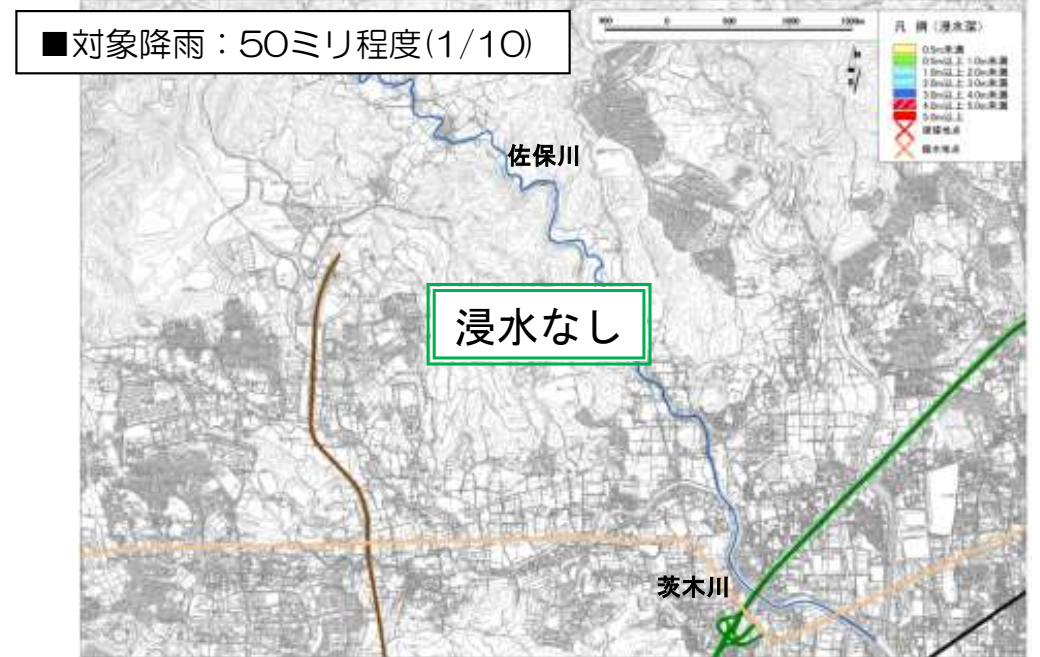 ■対象降雨：50ミリ程度(1/10)
凡 例（浸水深）
0.5m未満
0.5m以上 1.0m未満
1.0m以上 2.0m未満
2.0m以上 3.0m未満
3.0m以上 4.0m未満
4.0m以上 5.0m未満
5.0m以上
佐保川
浸水なし
茨木川